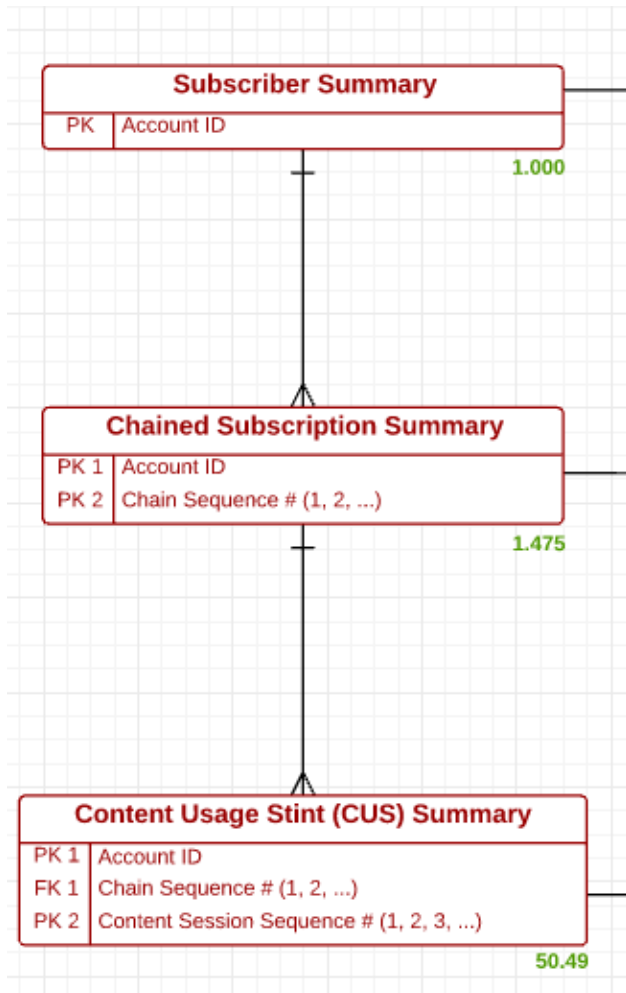 Subscriber Summary
PK Account ID
1.000
Chained Subscription Summary
PK 1 Account ID
PK 2 Chain Sequence # (1, 2, ...)
1.475
Content Usage Stint (CUS) Summary
PK 1 Account ID
FK 1 Chain Sequence # (1, 2, ...)
PK 2 Content Session Sequence # (1, 2, 3, ...)
50.49